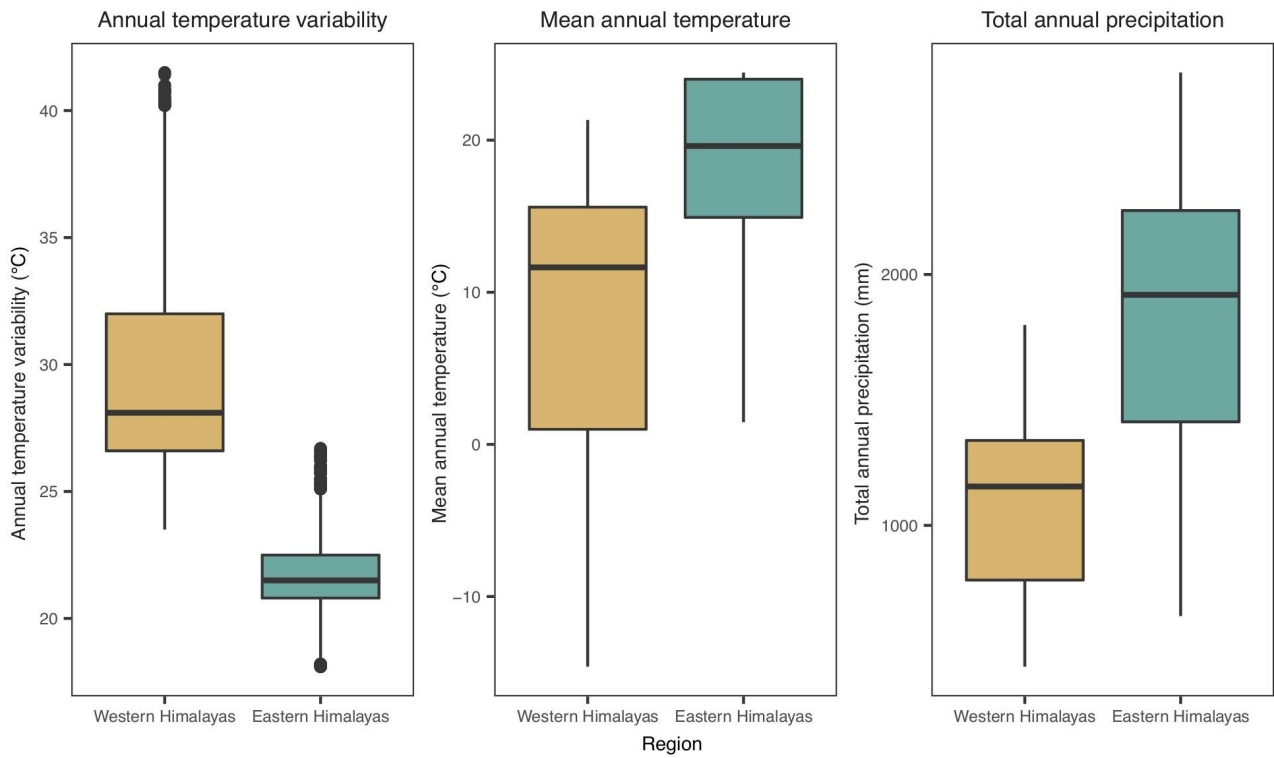 Annual temperature variability
Mean annual temperature
Total annual precipitation
Annual temperature variability (°C)
40
35
30
25
20
Western Himalayas
Eastern Himalayas
Mean annual temperature (°C)
20
10
0
−10
Western Himalayas
Eastern Himalayas
Total annual precipitation (mm)
2000
1000
Western Himalayas
Eastern Himalayas
Region